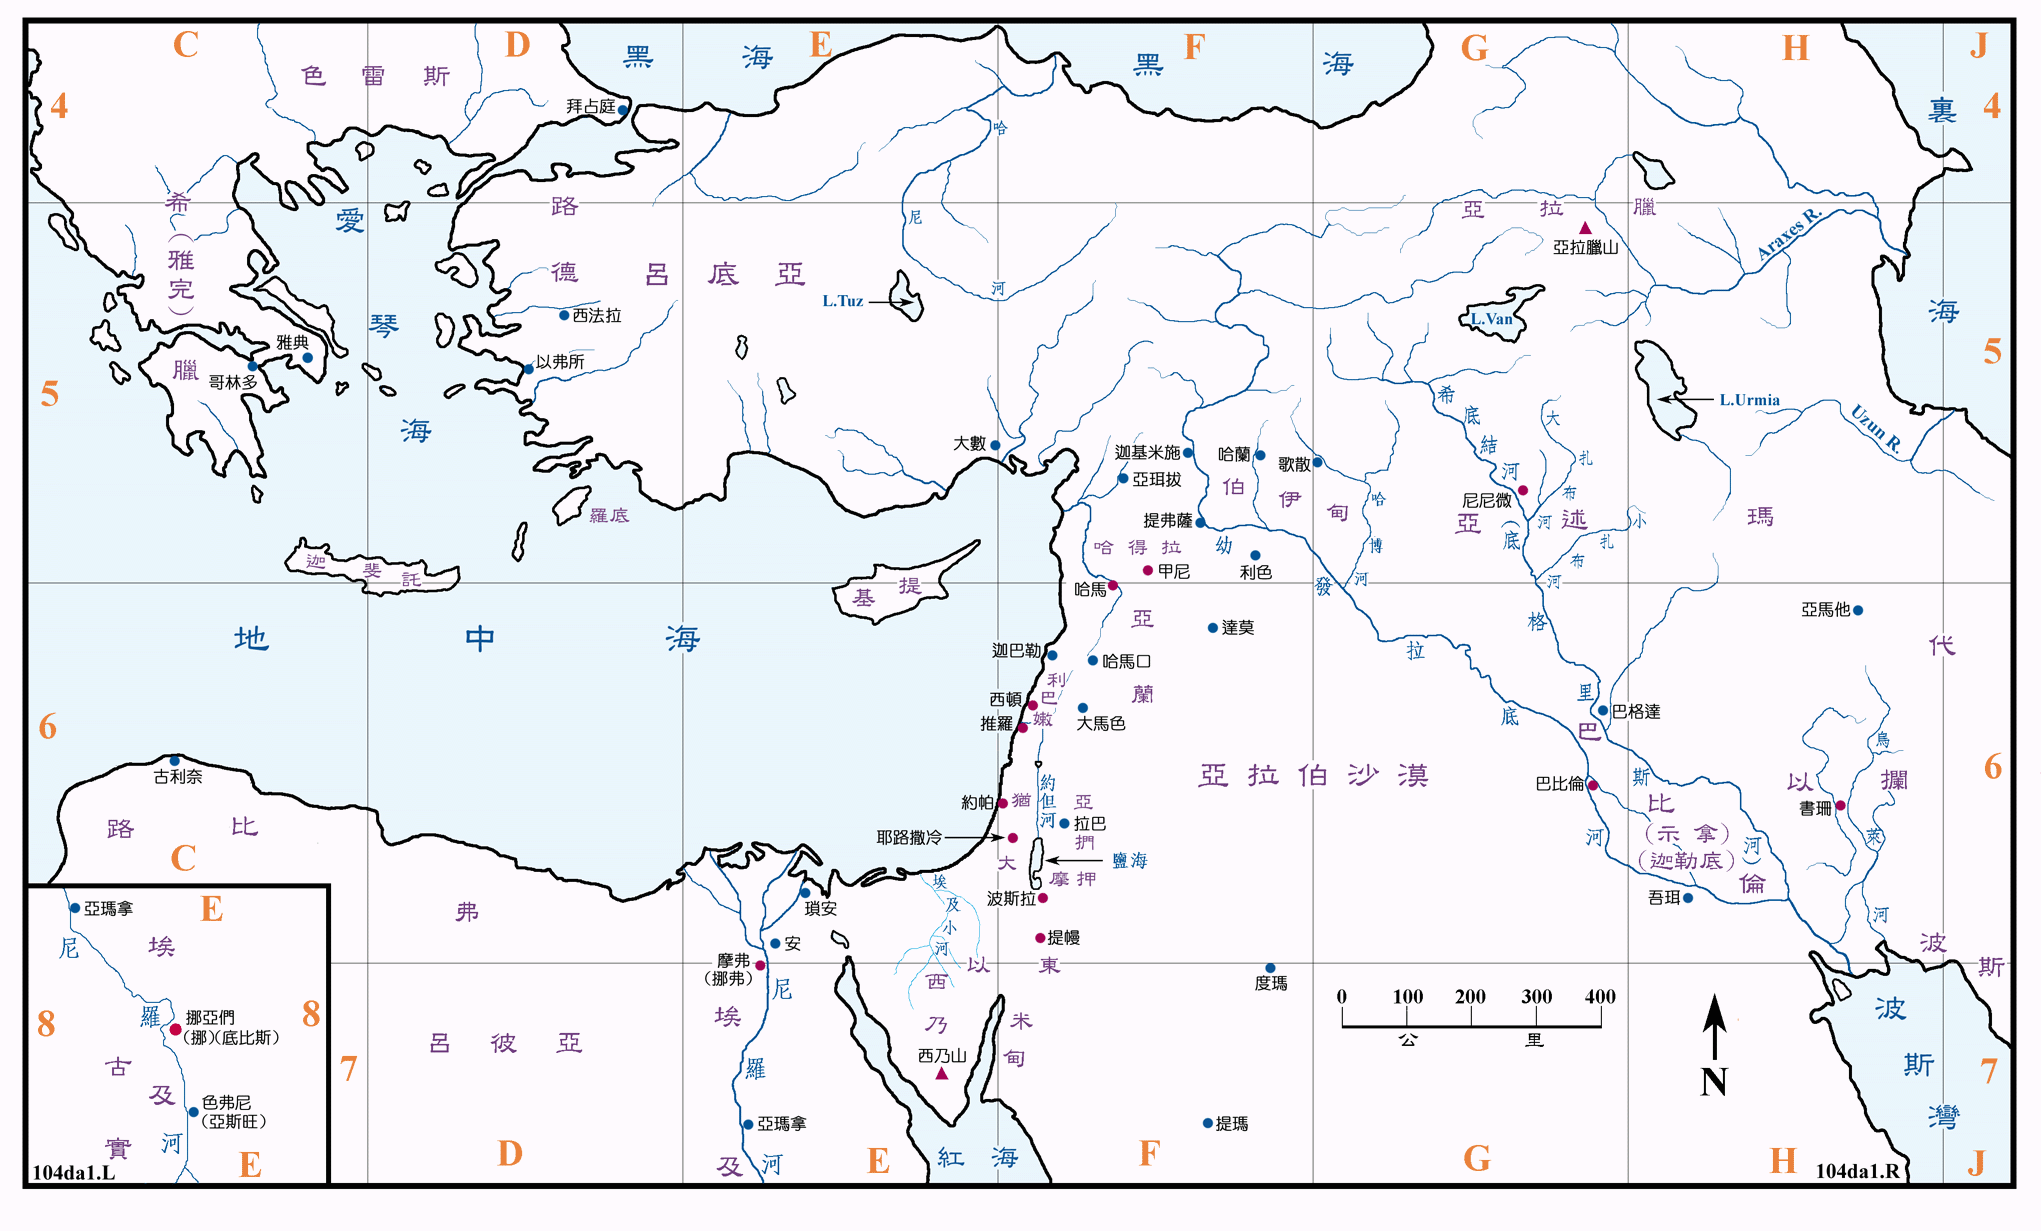 C D E F G H J
4 4
5 5
6 6
7 7
8 8
色雷斯
黑海
黑海
裏海
拜占庭
希(雅完)臘
愛琴海
路德
呂底亞
哈尼河
L.Tuz
西法拉
以弗所
雅典
哥林多
大數
亞拉臘
亞拉臘山
Araxes R.
L.Van
L.Urmia
Uzun R.
希底結河(底格里斯河)
大扎布河
小扎布河
尼尼微
亞述
瑪代
迦基米施
哈蘭
歌散
亞珥拔
伯伊甸
哈博河
提弗薩
哈得拉
幼發拉底河
利色
甲尼
哈馬
亞蘭
達莫
羅底
迦斐託
基提
地中海
迦巴勒
哈馬口
利巴嫩
西頓
推羅
大馬色
亞馬他
巴格達
巴比倫
巴比倫
(示拿)
(迦勒底)
以攔
烏萊河
書珊
吾珥
亞拉伯沙漠
約帕
猶大
約但河
亞捫
拉巴
耶路撒冷
鹽海
摩押
波斯拉
提幔
以東
埃及小河
古利奈
路比
弗
呂彼亞
瑣安
安
摩弗
(挪弗)
尼羅河
埃及
西乃
西乃山
米甸
亞瑪拿
紅海
度瑪
提瑪
0 100 200 300 400
公里
N
波斯
波斯灣
C D E F G H J
104da1.R
亞瑪拿
E
埃及
尼羅河
挪亞們
(挪)(底比斯)
古實
色弗尼
(亞斯旺)
104da1.L
E